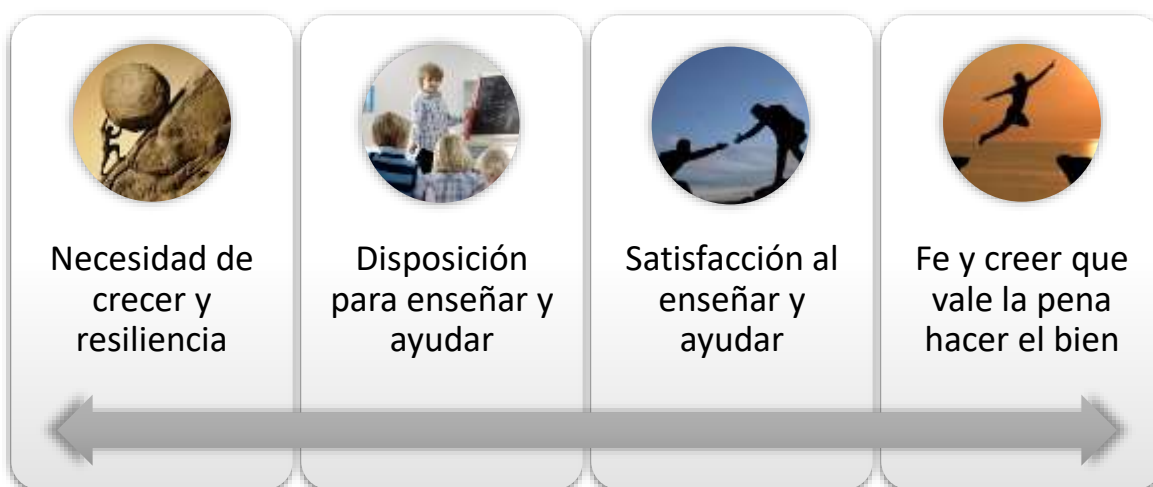 Necesidad de
crecer y
resiliencia
Disposición
para enseñar y
ayudar
Satisfacción al
enseñar y
ayudar
Fe y creer que
vale la pena
hacer el bien